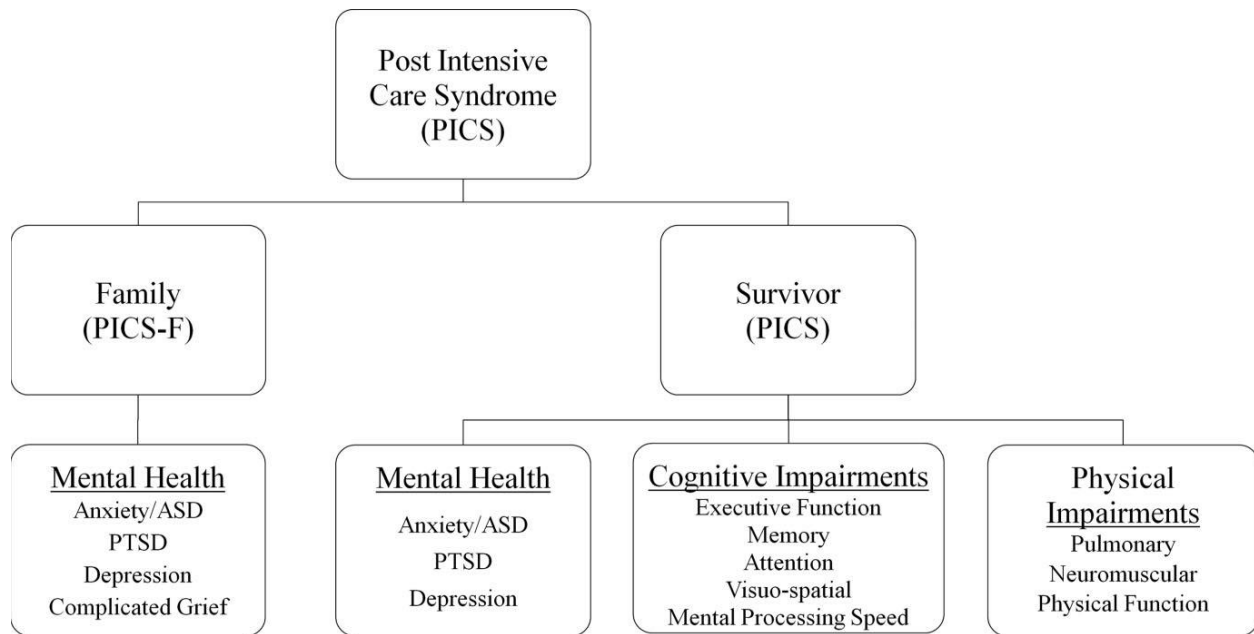 Post Intensive
Care Syndrome
(PICS)
Family
(PICS-F)
Survivor
(PICS)
Mental Health
Anxiety/ASD
PTSD
Depression
Complicated Grief
Mental Health
Anxiety/ASD
PTSD
Depression
Cognitive Impairments
Executive Function
Memory
Attention
Visuo-spatial
Mental Processing Speed
Physical
Impairments
Pulmonary
Neuromuscular
Physical Function